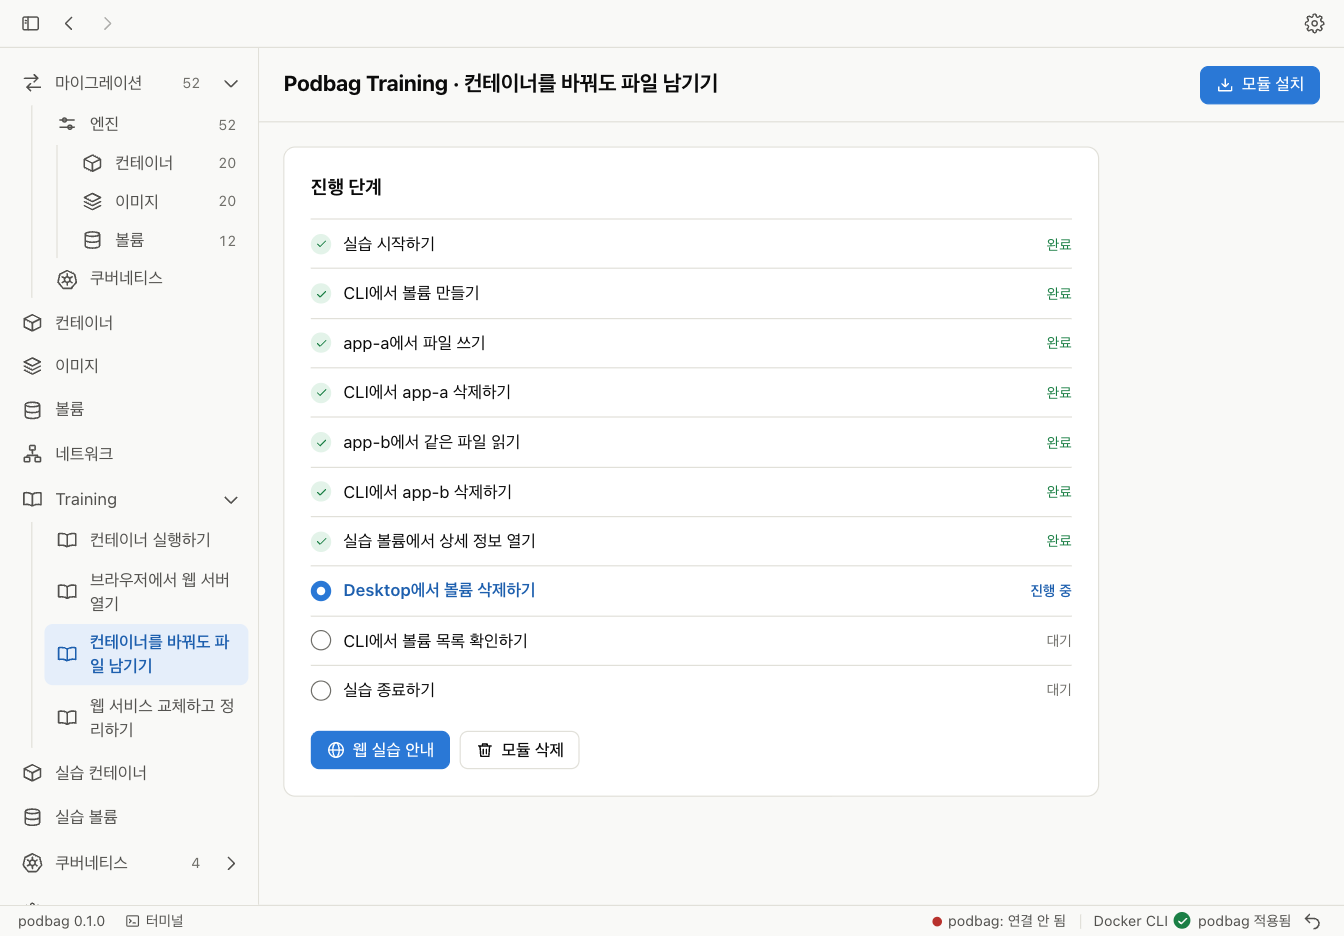 마이그레이션 52
엔진 52
컨테이너 20
이미지 20
볼륨 12
쿠버네티스
컨테이너
이미지
볼륨
네트워크
Training
컨테이너 실행하기
브라우저에서 웹 서버
열기
컨테이너를 바꿔도 파
일 남기기
웹 서비스 교체하고 정
리하기
실습 컨테이너
실습 볼륨
쿠버네티스 4
Podbag Training · 컨테이너를 바꿔도 파일 남기기
모듈 설치
진행 단계
실습 시작하기 완료
CLI에서 볼륨 만들기 완료
app-a에서 파일 쓰기 완료
CLI에서 app-a 삭제하기 완료
app-b에서 같은 파일 읽기 완료
CLI에서 app-b 삭제하기 완료
실습 볼륨에서 상세 정보 열기 완료
Desktop에서 볼륨 삭제하기 진행 중
CLI에서 볼륨 목록 확인하기 대기
실습 종료하기 대기
웹 실습 안내 모듈 삭제
podbag 0.1.0 터미널 podbag: 연결 안 됨 Docker CLI podbag 적용됨